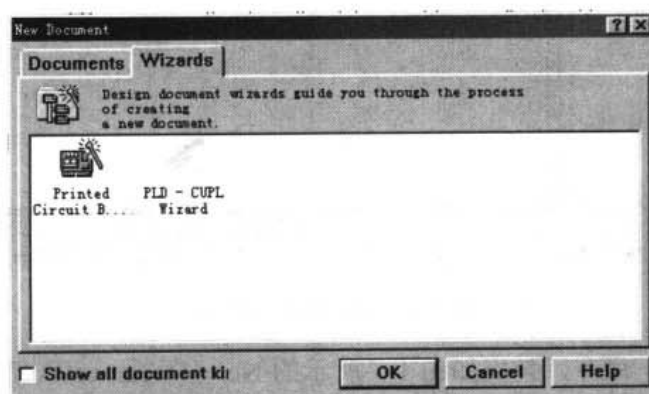 New Document
Documents Wizards
Design document wizards guide you through the process
of creating
a new document.
Printed
Circuit B...
PLD - CUPL
Wizard
Show all document ki
OK Cancel Help